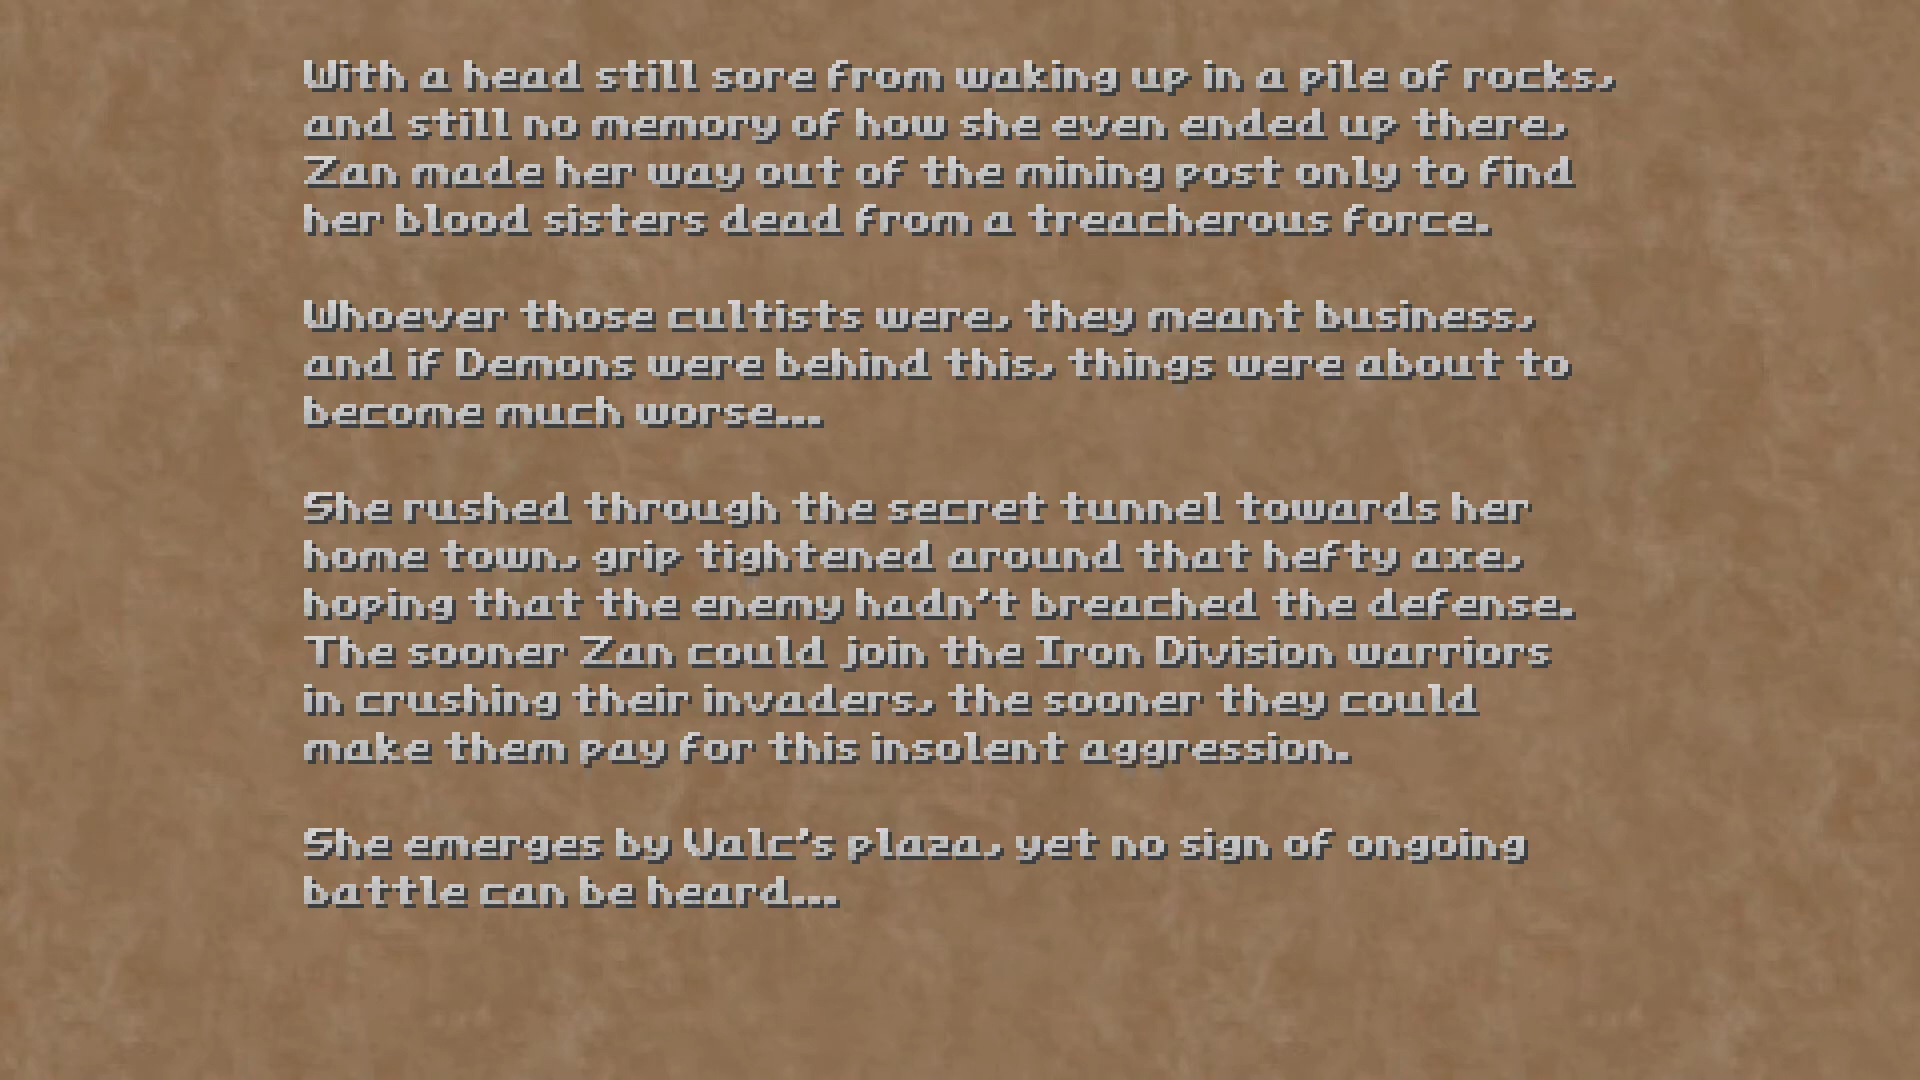 With a head still sore from waking up in a pile of rocks,
and still no memory of how she even ended up there,
Zan made her way out of the mining post only to find
her blood sisters dead from a treacherous force.
Whoever those cultists were, they meant business,
and if Demons were behind this, things were about to
become much worse...
She rushed through the secret tunnel towards her
home town, grip tightened around that hefty axe,
hoping that the enemy hadn't breached the defense.
The sooner Zan could join the Iron Division warriors
in crushing their invaders, the sooner they could
make them pay for this insolent aggression.
She emerges by Valc's plaza, yet no sign of ongoing
battle can be heard...